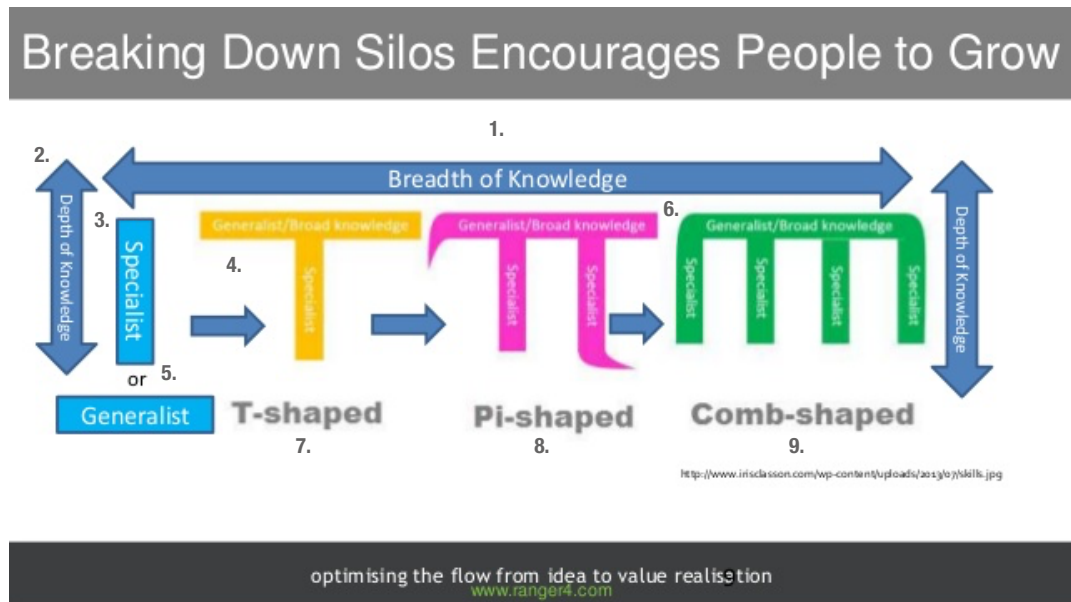 Breaking Down Silos Encourages People to Grow
1.
2.
Breadth of Knowledge
Depth of Knowledge
3.
Specialist
or
5.
Generalist
4.
Generalist/Broad knowledge
Specialist
T-shaped
7.
Generalist/Broad knowledge
Specialist
Specialist
Pi-shaped
8.
6.
Generalist/Broad knowledge
Specialist
Specialist
Specialist
Specialist
Comb-shaped
9.
Depth of Knowledge
http://www.irisclasson.com/wp-content/uploads/2013/07/skills.jpg
optimising the flow from idea to value realisation
9
www.ranger4.com